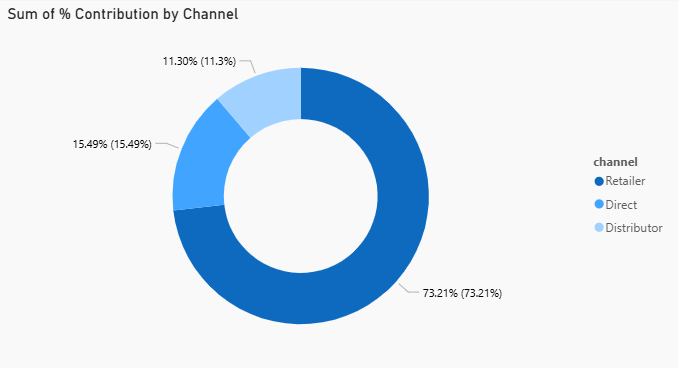 Sum of % Contribution by Channel
11.30% (11.3%)
15.49% (15.49%)
73.21% (73.21%)
channel
Retailer
Direct
Distributor